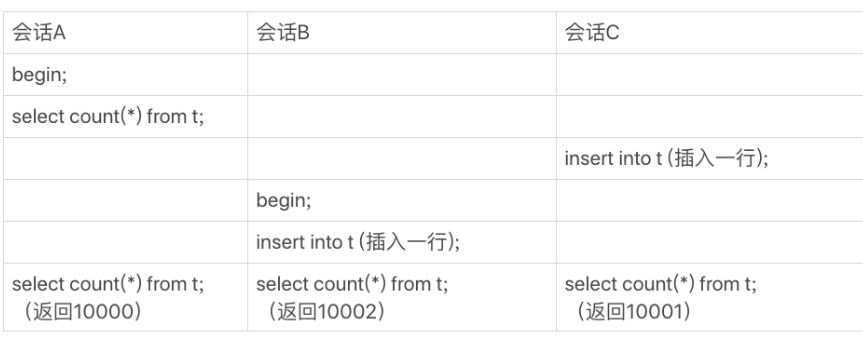 会话A 会话B 会话C
begin;
select count(*) from t;
insert into t (插入一行);
begin;
insert into t (插入一行);
select count(*) from t; select count(*) from t; select count(*) from t;
（返回10000） （返回10002） （返回10001）